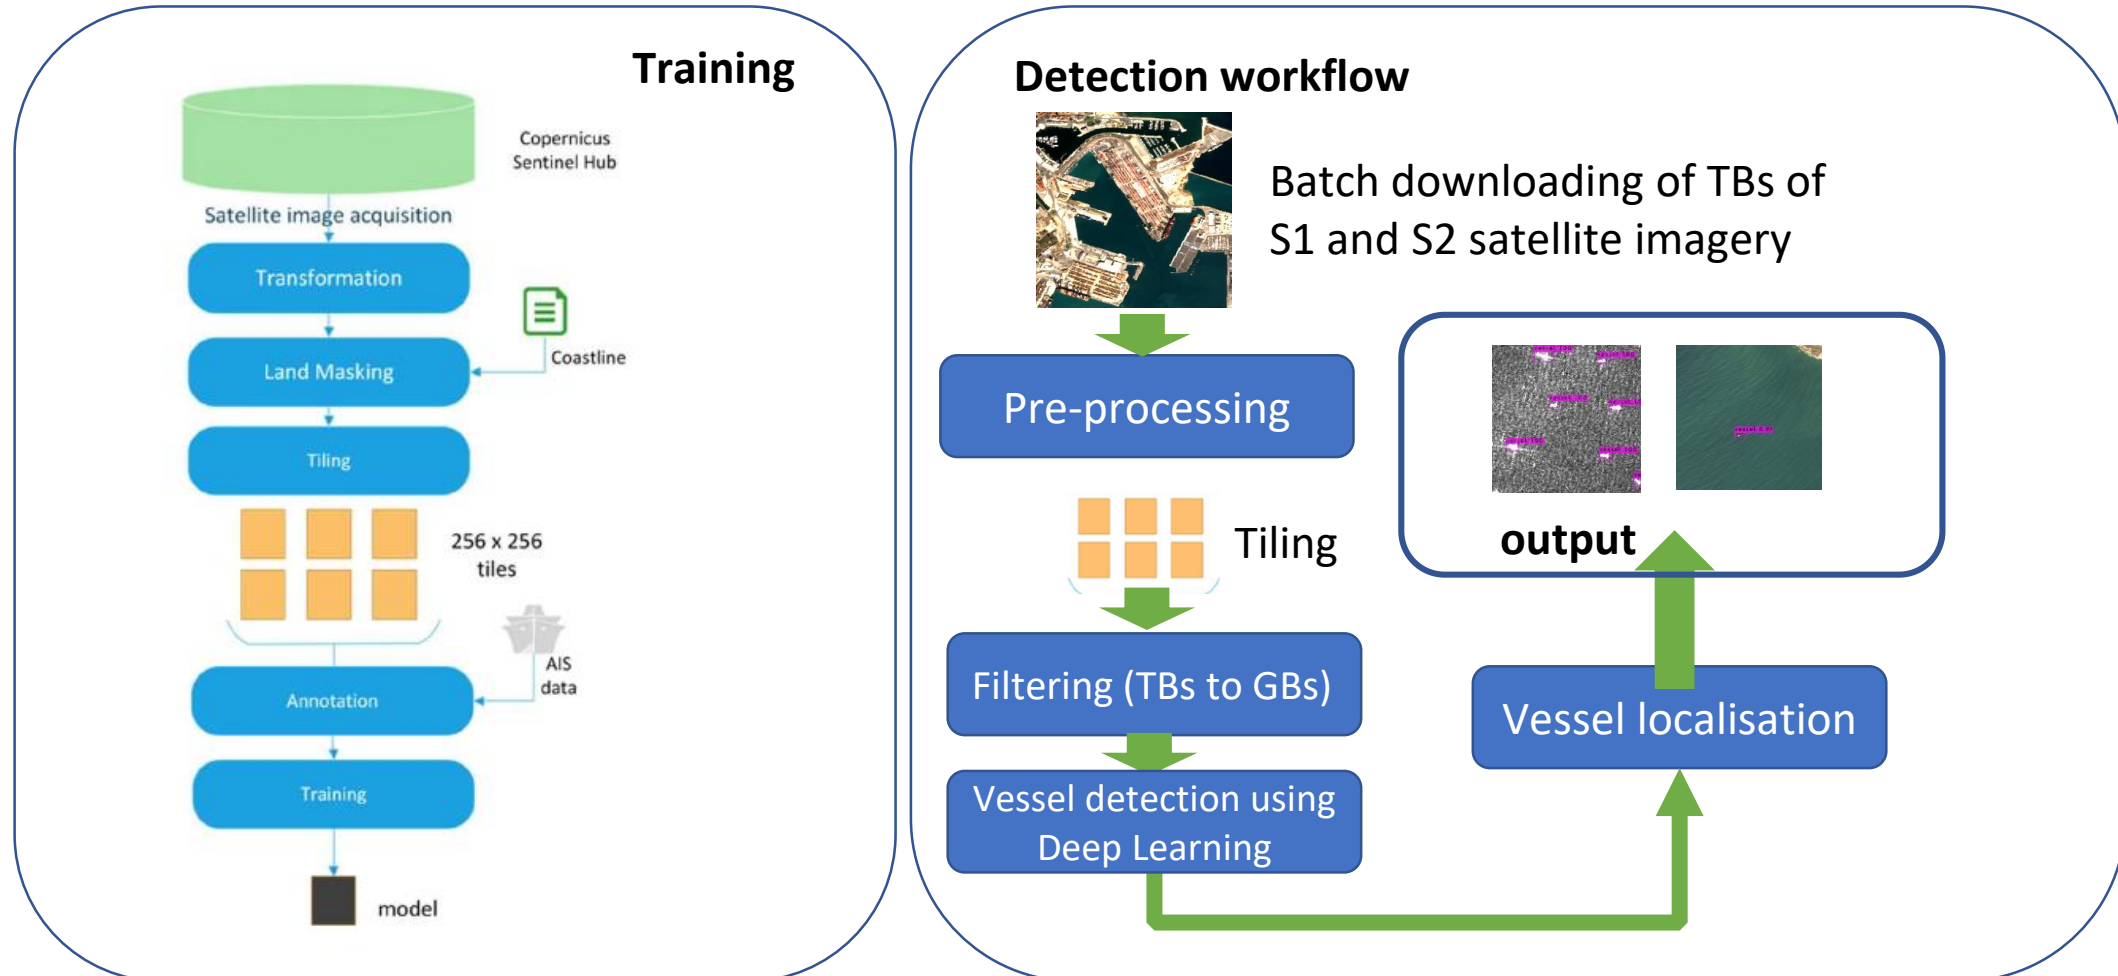 Training
Copernicus
Sentinel Hub
Satellite image acquisition
Transformation
Coastline
Land Masking
Tiling
256 x 256
tiles
AIS
data
Annotation
Training
model
Detection workflow
Batch downloading of TBs of
S1 and S2 satellite imagery
Pre-processing
Tiling
Filtering (TBs to GBs)
Vessel detection using
Deep Learning
Vessel localisation
output